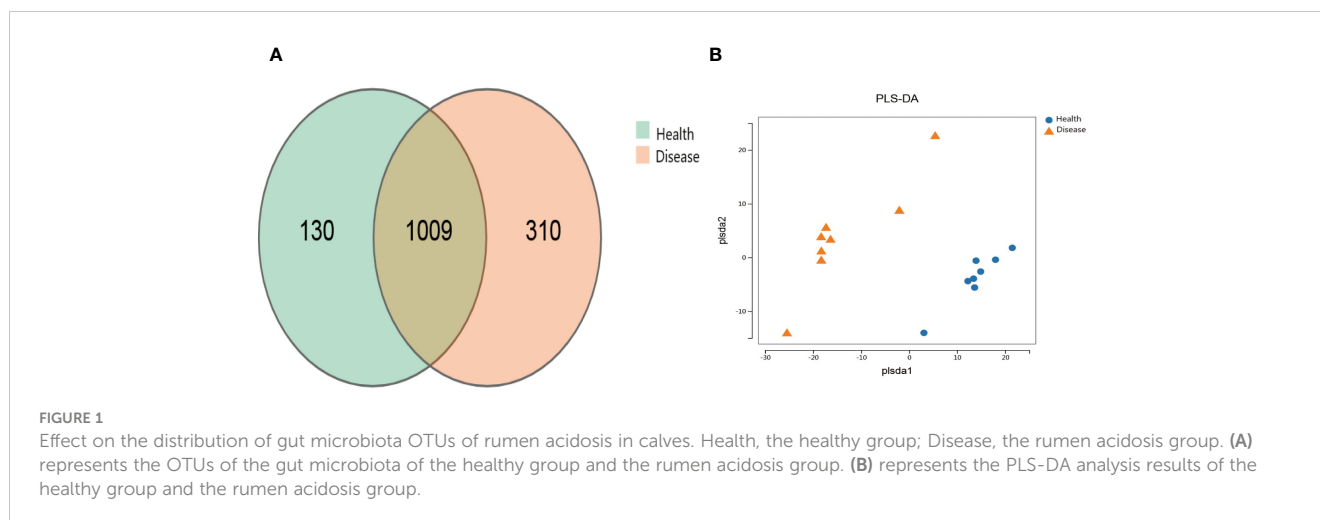 A
130
1009
310
Health
Disease
B
PLS-DA
Health
Disease
plsda2
20
10
0
-10
-30
-20
-10
0
10
20
plsda1
FIGURE 1
Effect on the distribution of gut microbiota OTUs of rumen acidosis in calves. Health, the healthy group; Disease, the rumen acidosis group. (A)
represents the OTUs of the gut microbiota of the healthy group and the rumen acidosis group. (B) represents the PLS-DA analysis results of the
healthy group and the rumen acidosis group.